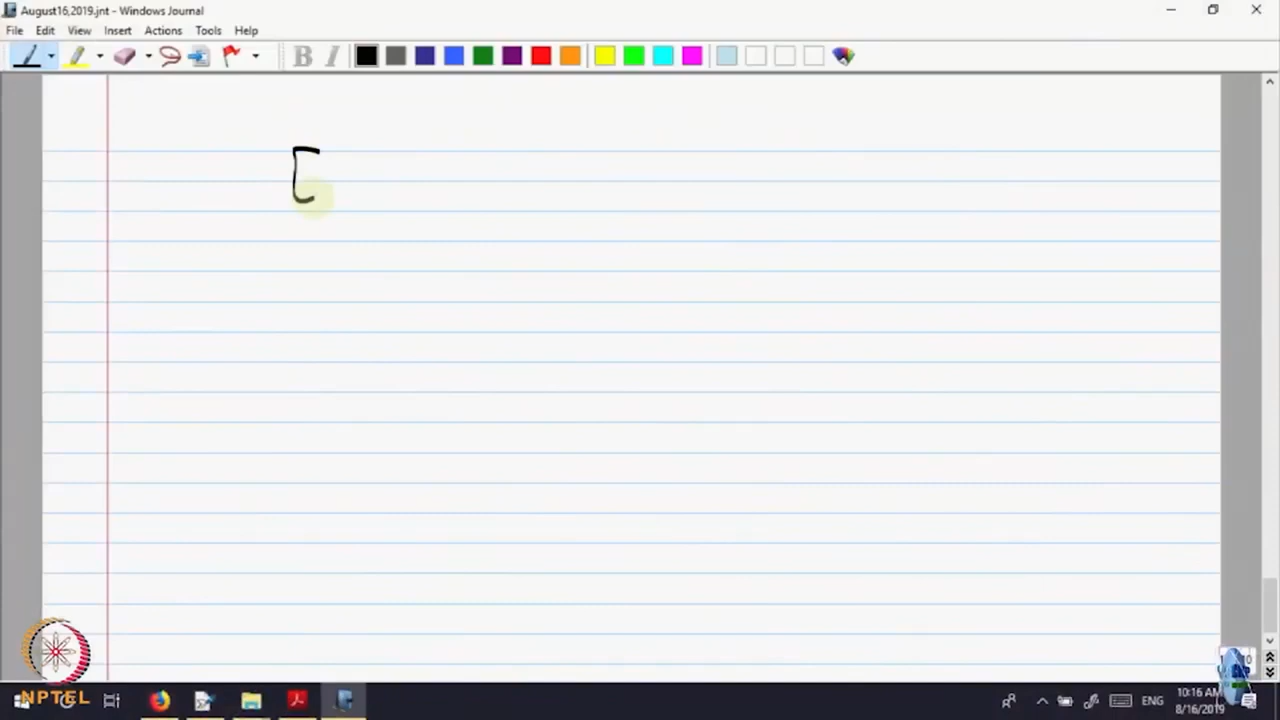 August16,2019.jnt - Windows Journal
File Edit View Insert Actions Tools Help
B I
NPTEL
ENG
10:16 AM
8/16/2019